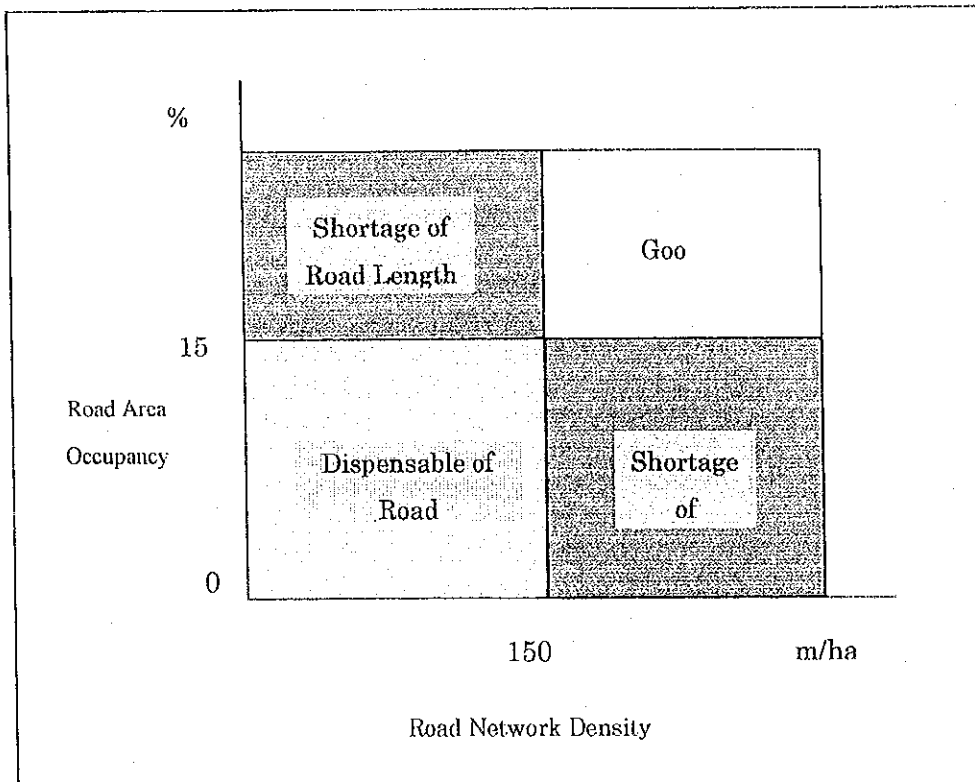 %
Shortage of
Road Length
Goo
15
Road Area
Occupancy
Dispensable of
Road
Shortage
of
0
150
m/ha
Road Network Density